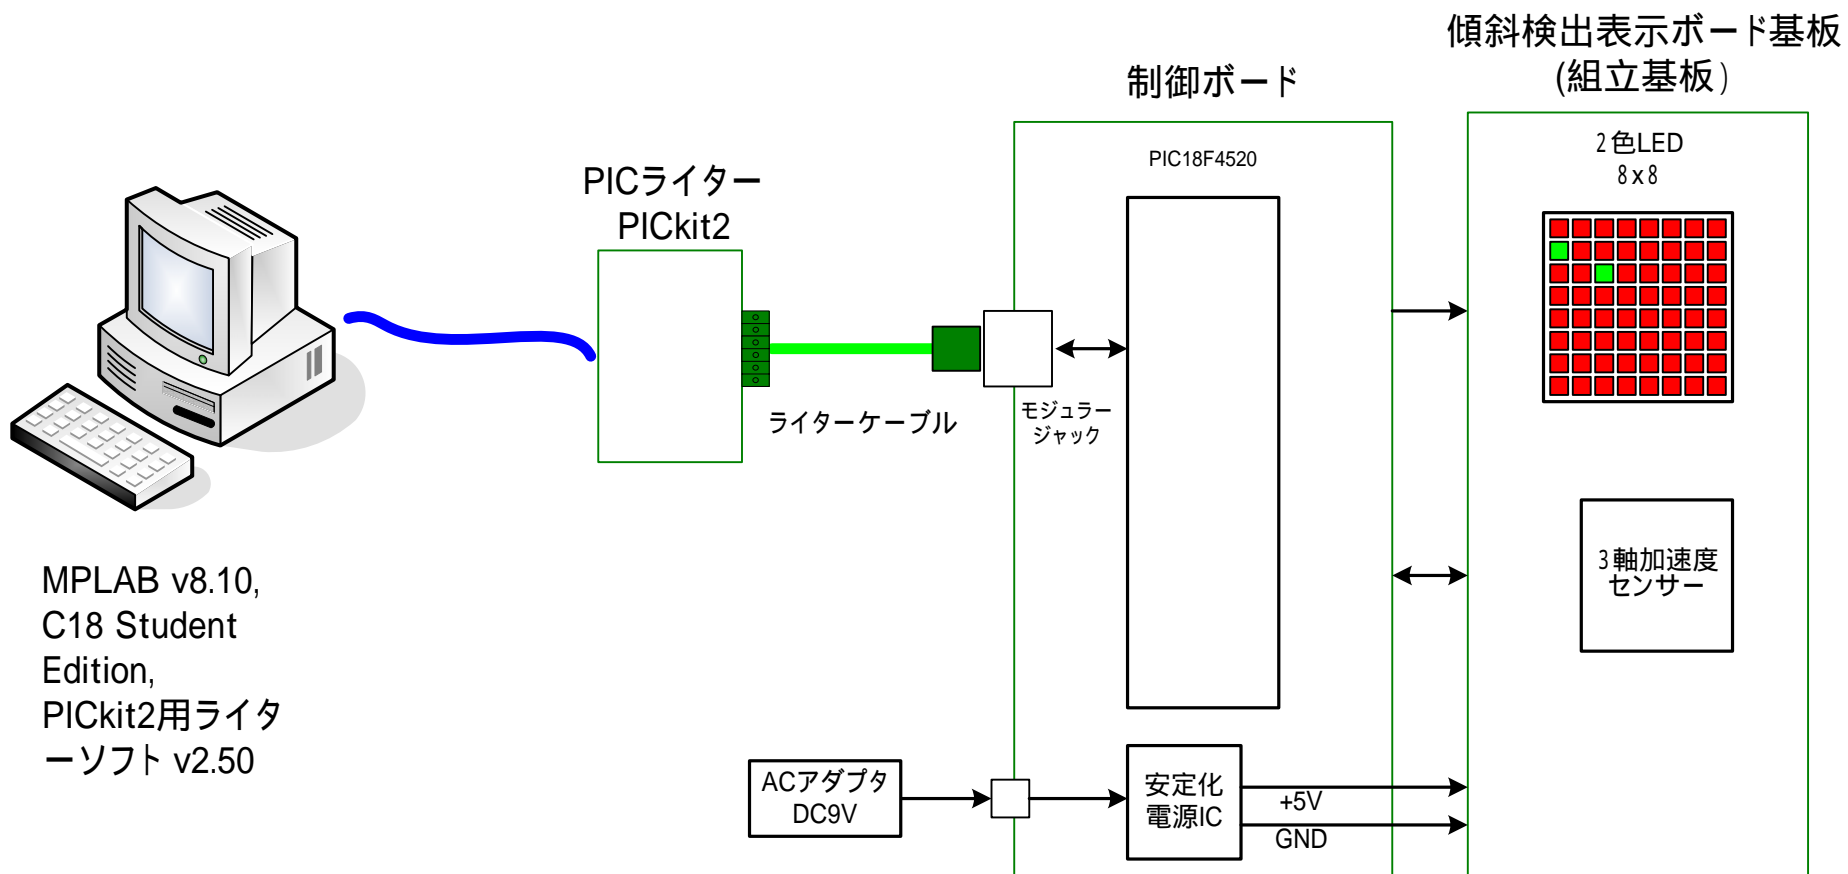 傾斜検出表示ボード基板
(組立基板)
制御ボード
2色LED
8x8
PIC18F4520
PICライター
PICkit2
ライターケーブル
モジュラー
ジャック
3軸加速度
センサー
MPLAB v8.10,
C18 Student
Edition,
PICkit2用ライタ
ーソフト v2.50
ACアダプタ
DC9V
安定化
電源IC
+5V
GND